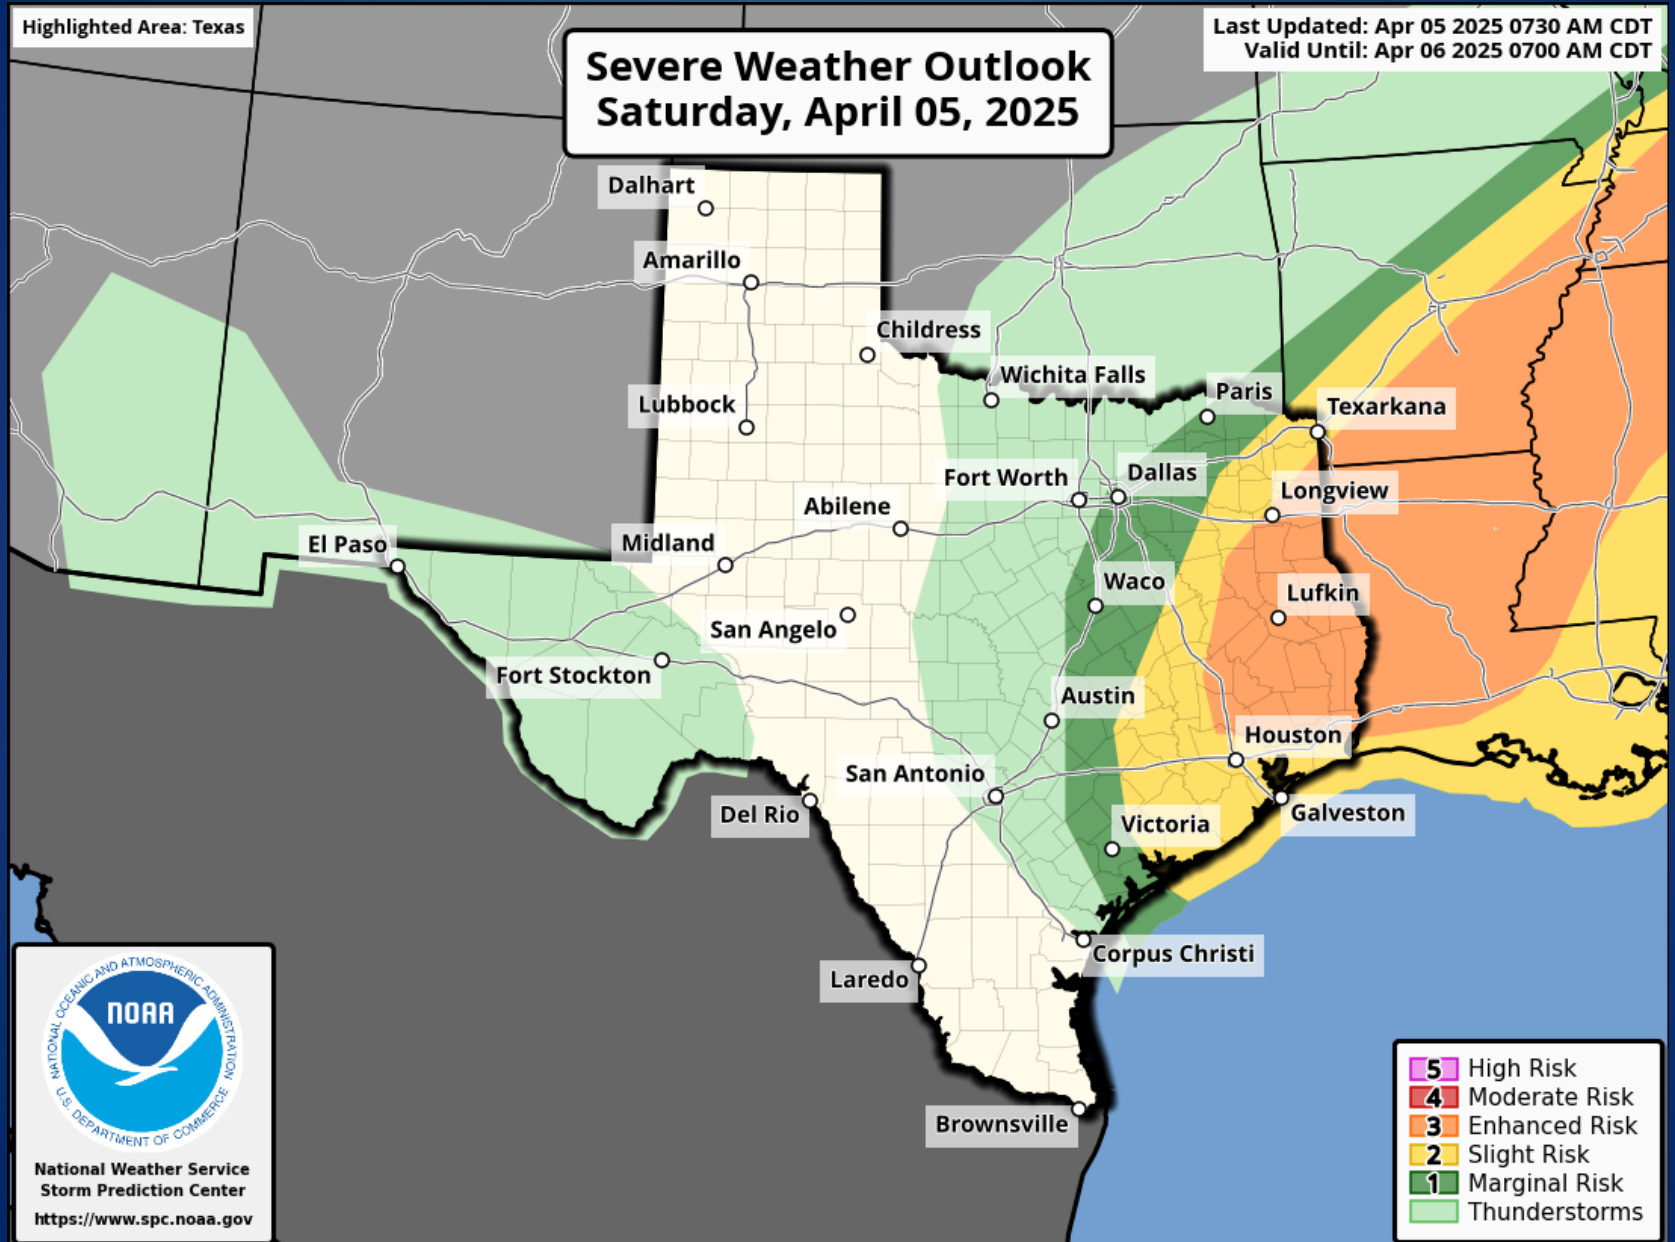 Highlighted Area: Texas
Last Updated: Apr 05 2025 0730 AM CDT
Valid Until: Apr 06 2025 0700 AM CDT
Severe Weather Outlook
Saturday, April 05, 2025
Dalhart
Amarillo
Childress
Wichita Falls
Paris
Texarkana
Lubbock
Fort Worth
Dallas
Longview
Abilene
El Paso
Midland
Waco
Lufkin
San Angelo
Fort Stockton
Austin
Houston
San Antonio
Del Rio
Galveston
Victoria
Corpus Christi
Laredo
Brownsville
NATIONAL OCEANIC AND ATMOSPHERIC ADMINISTRATION
NOAA
U.S. DEPARTMENT OF COMMERCE
National Weather Service
Storm Prediction Center
https://www.spc.noaa.gov
5 High Risk
4 Moderate Risk
3 Enhanced Risk
2 Slight Risk
1 Marginal Risk
Thunderstorms